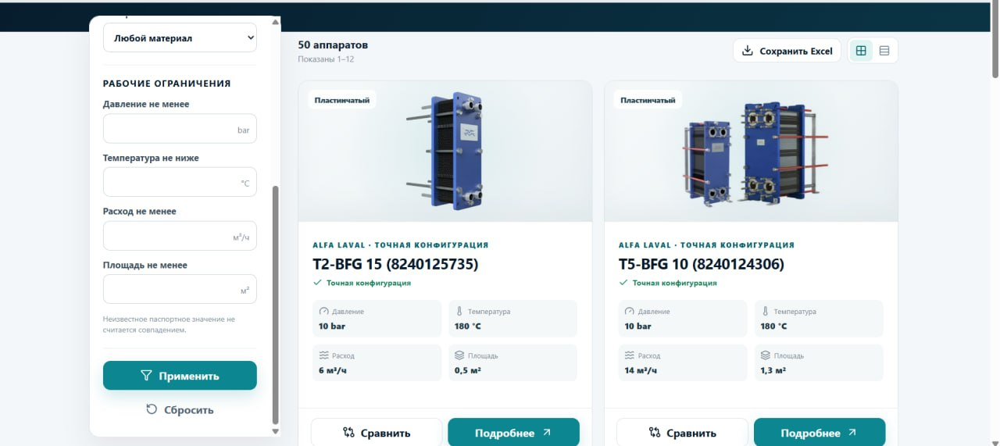 Любой материал
РАБОЧИЕ ОГРАНИЧЕНИЯ
Давление не менее
bar
Температура не ниже
°C
Расход не менее
м³/ч
Площадь не менее
м²
Неизвестное паспортное значение не
считается совпадением.
Применить
Сбросить
50 аппаратов
Показаны 1–12
Сохранить Excel
Пластинчатый
ALFA LAVAL · ТОЧНАЯ КОНФИГУРАЦИЯ
T2-BFG 15 (8240125735)
Точная конфигурация
Давление
10 bar
Температура
180 °C
Расход
6 м³/ч
Площадь
0,5 м²
Сравнить
Подробнее
Пластинчатый
ALFA LAVAL · ТОЧНАЯ КОНФИГУРАЦИЯ
T5-BFG 10 (8240124306)
Точная конфигурация
Давление
10 bar
Температура
180 °C
Расход
14 м³/ч
Площадь
1,3 м²
Сравнить
Подробнее